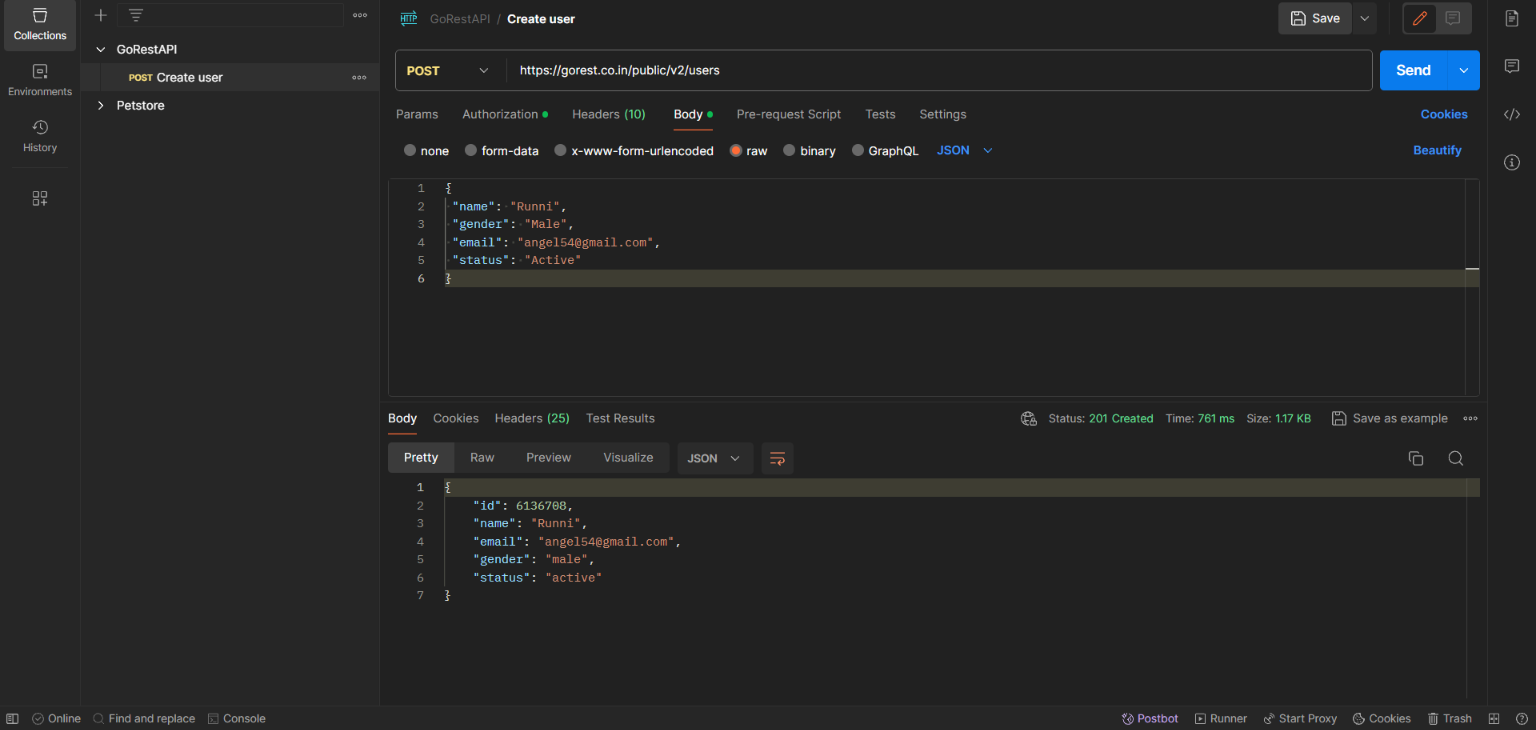 Collections
Environments
History
GoRestAPI
POST Create user
Petstore
HTTP GoRestAPI / Create user
Save
POST https://gorest.co.in/public/v2/users Send
Params Authorization Headers (10) Body Pre-request Script Tests Settings Cookies
none form-data x-www-form-urlencoded raw binary GraphQL JSON Beautify
1 {
2 "name": "Runni",
3 "gender": "Male",
4 "email": "angel54@gmail.com",
5 "status": "Active"
6 }
Body Cookies Headers (25) Test Results Status: 201 Created Time: 761 ms Size: 1.17 KB Save as example
Pretty Raw Preview Visualize JSON
1 {
2 "id": 6136708,
3 "name": "Runni",
4 "email": "angel54@gmail.com",
5 "gender": "male",
6 "status": "active"
7 }
Online Find and replace Console Postbot Runner Start Proxy Cookies Trash